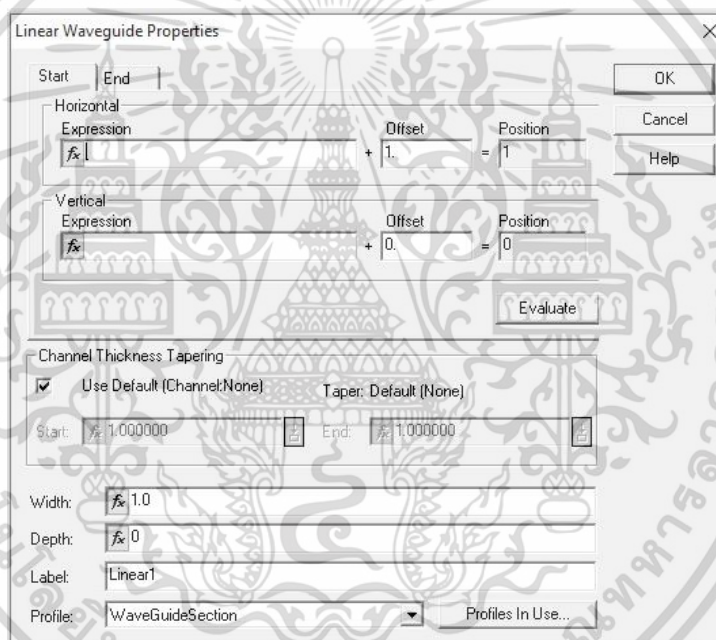 Linear Waveguide Properties
Start End
Horizontal
Expression Offset Position
fx + 1. = 1
Vertical
Expression Offset Position
fx + 0. = 0
Evaluate
Channel Thickness Tapering
Use Default (Channel:None) Taper: Default (None)
Start: fx 1.000000 End: fx 1.000000
Width: fx 1.0
Depth: fx 0
Label: Linear1
Profile: WaveGuideSection Profiles In Use...
OK
Cancel
Help